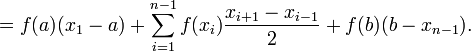 = f(a)(x_1 - a) + \sum_{i=1}^{n-1} f(x_i) \frac{x_{i+1} - x_{i-1}}{2} + f(b)(b - x_{n-1}).